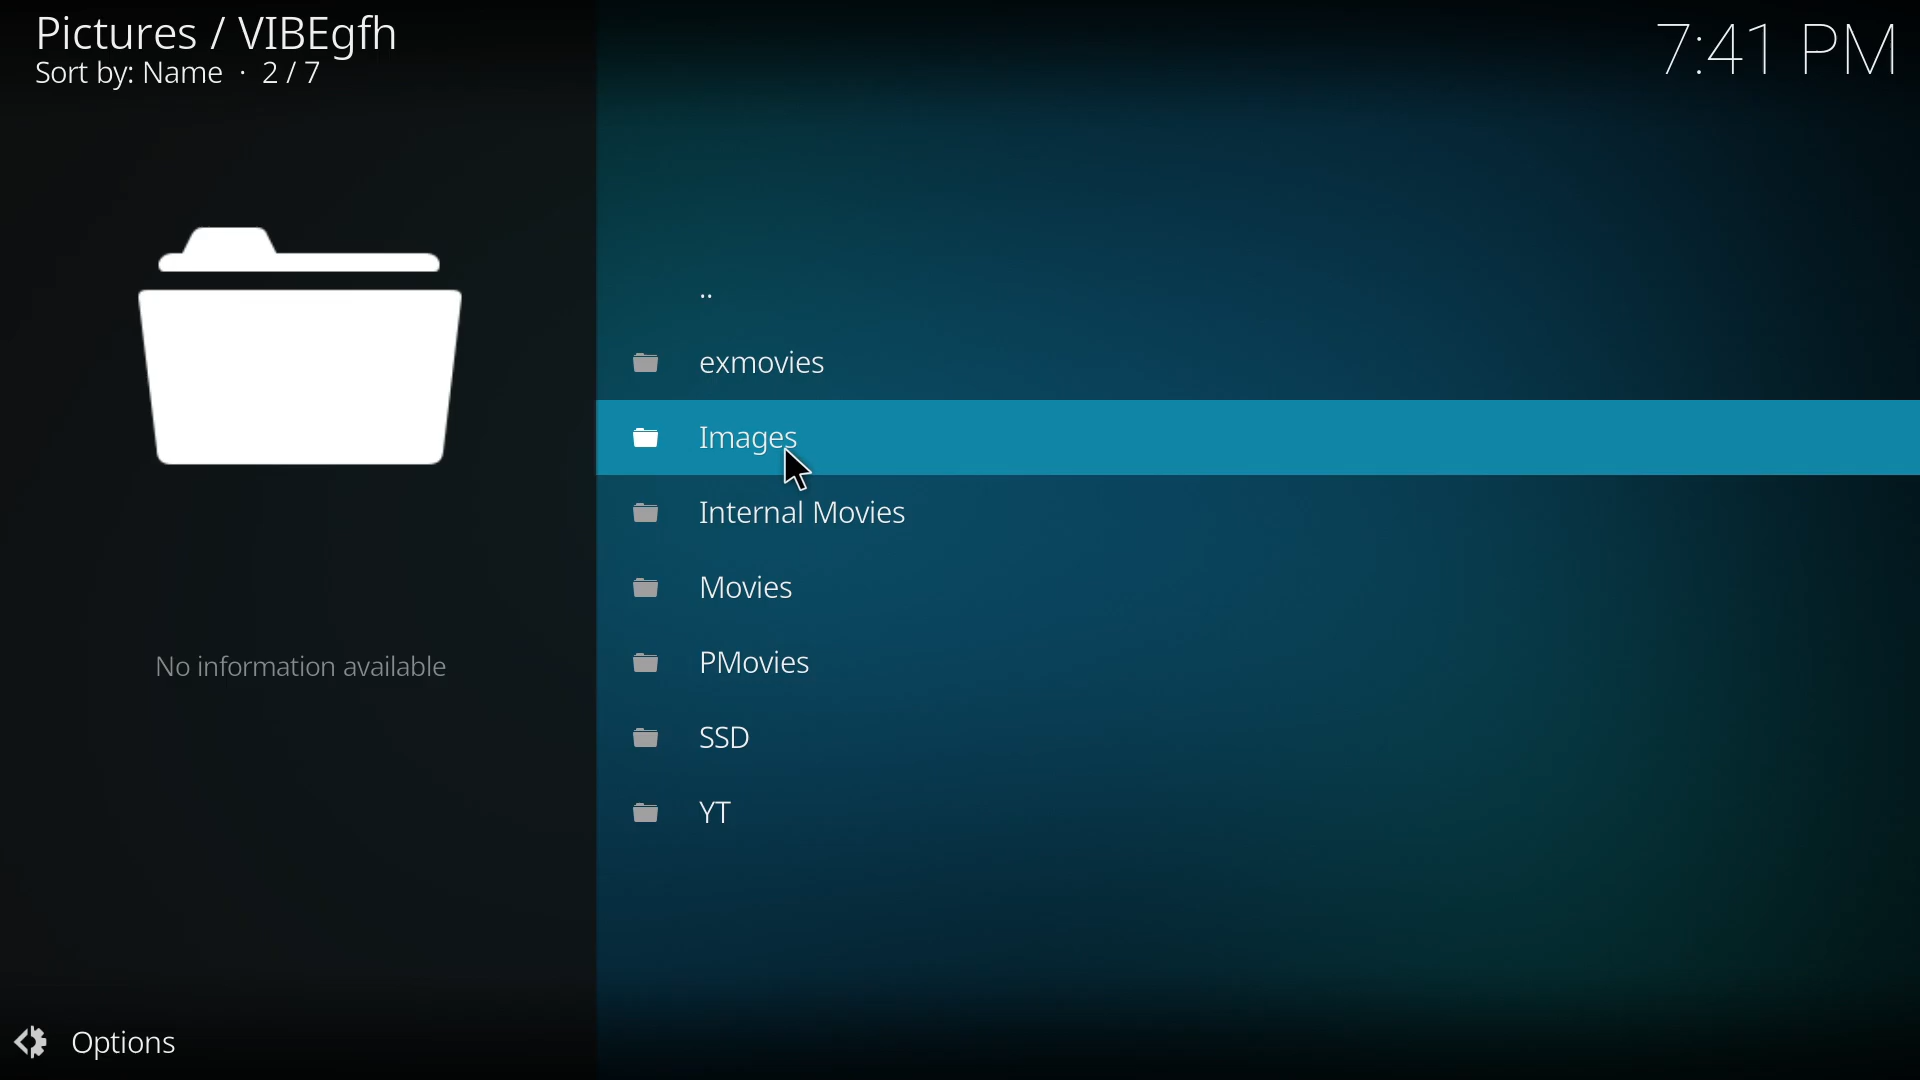 Pictures / VIBEgfh
Sort by: Name · 2 / 7
7:41 PM
..
exmovies
Images
Internal Movies
Movies
PMovies
SSD
YT
No information available
Options